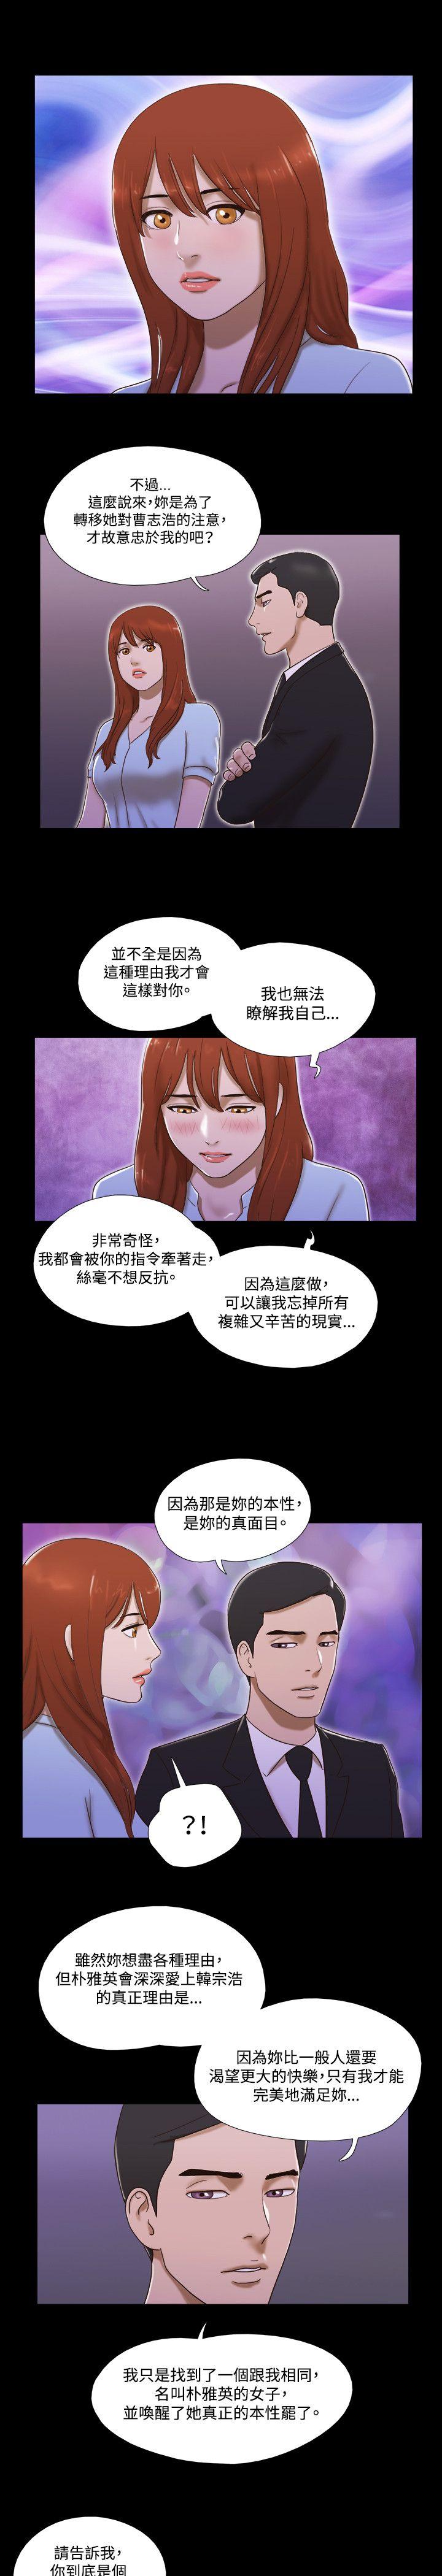 不過...
這麼說來，妳是為了
轉移她對曹志浩的注意，
才故意忠於我的吧？
並不全是因為
這種理由我才會
這樣對你。
我也無法
瞭解我自己...
非常奇怪，
我都會被你的指令牽著走，
絲毫不想反抗。
因為這麼做，
可以讓我忘掉所有
複雜又辛苦的現實...
因為那是妳的本性，
是妳的真面目。
?!
雖然妳想盡各種理由，
但朴雅英會深深愛上韓宗浩
的真正理由是...
因為妳比一般人還要
渴望更大的快樂，只有我才能
完美地滿足妳...
我只是找到了一個跟我相同，
名叫朴雅英的女子，
並喚醒了她真正的本性罷了。
請告訴我，
你到底是個